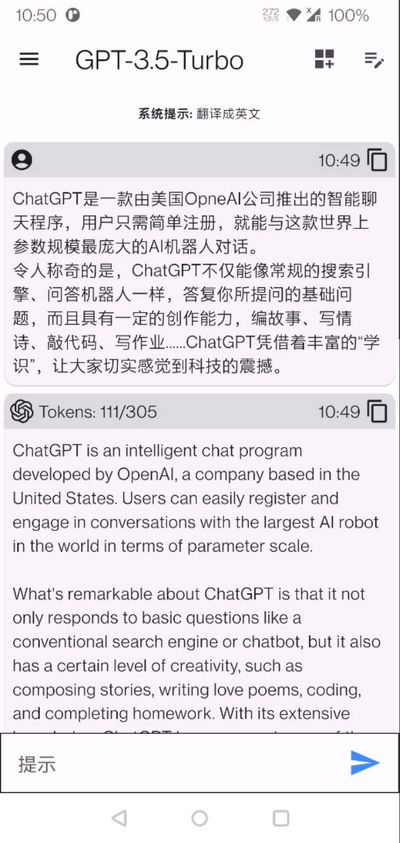 10:50
272
KB/S
100%
GPT-3.5-Turbo
系统提示: 翻译成英文
10:49
ChatGPT是一款由美国OpneAI公司推出的智能聊
天程序，用户只需简单注册，就能与这款世界上
参数规模最庞大的AI机器人对话。
令人称奇的是，ChatGPT不仅能像常规的搜索引
擎、问答机器人一样，答复你所提问的基础问
题，而且具有一定的创作能力，编故事、写情
诗、敲代码、写作业......ChatGPT凭借着丰富的“学
识”，让大家切实感觉到科技的震撼。
Tokens: 111/305
10:49
ChatGPT is an intelligent chat program
developed by OpenAI, a company based in the
United States. Users can easily register and
engage in conversations with the largest AI robot
in the world in terms of parameter scale.
What's remarkable about ChatGPT is that it not
only responds to basic questions like a
conventional search engine or chatbot, but it also
has a certain level of creativity, such as
composing stories, writing love poems, coding,
and completing homework. With its extensive
提示